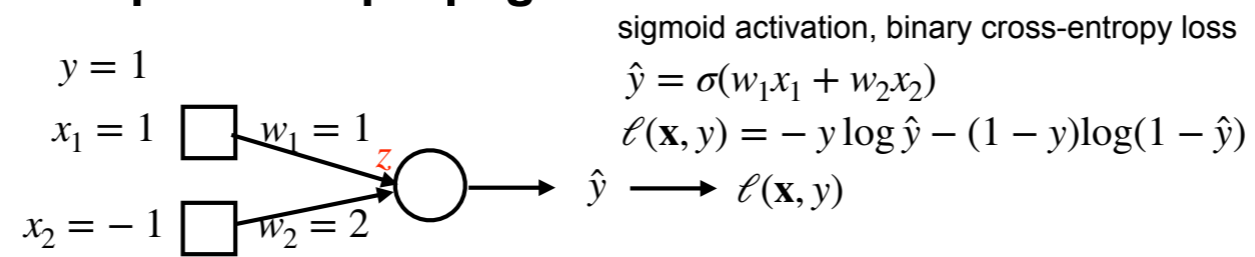 sigmoid activation, binary cross-entropy loss
y = 1
ŷ = σ(w₁x₁ + w₂x₂)
x₁ = 1
w₁ = 1
ℓ(𝐱, y) = − y log ŷ − (1 − y)log(1 − ŷ)
z
ŷ
ℓ(𝐱, y)
x₂ = − 1
w₂ = 2